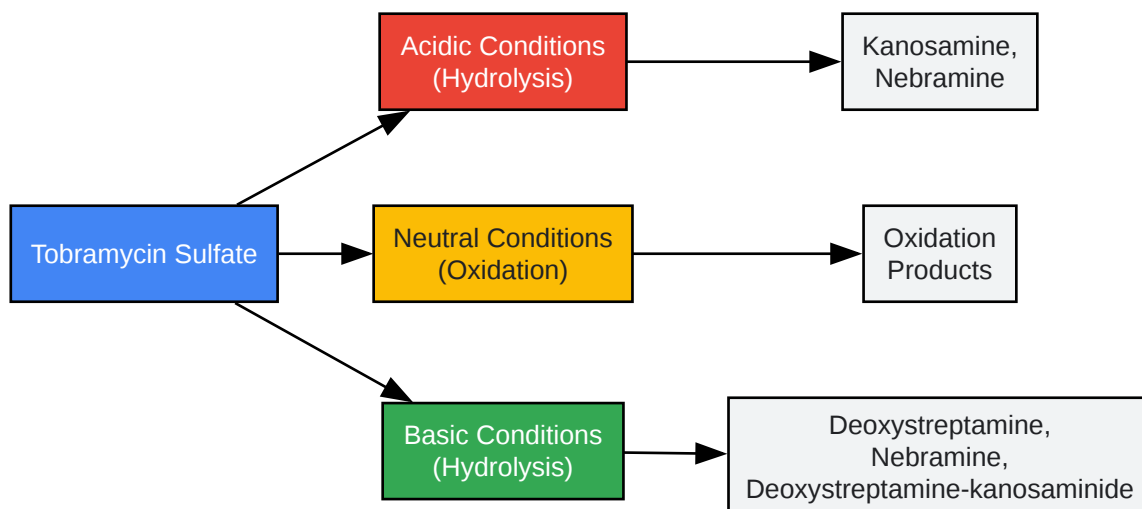 Acidic Conditions
(Hydrolysis)
Kanosamine,
Nebramine
Tobramycin Sulfate
Neutral Conditions
(Oxidation)
Oxidation
Products
Basic Conditions
(Hydrolysis)
Deoxystreptamine,
Nebramine,
Deoxystreptamine-kanosaminide